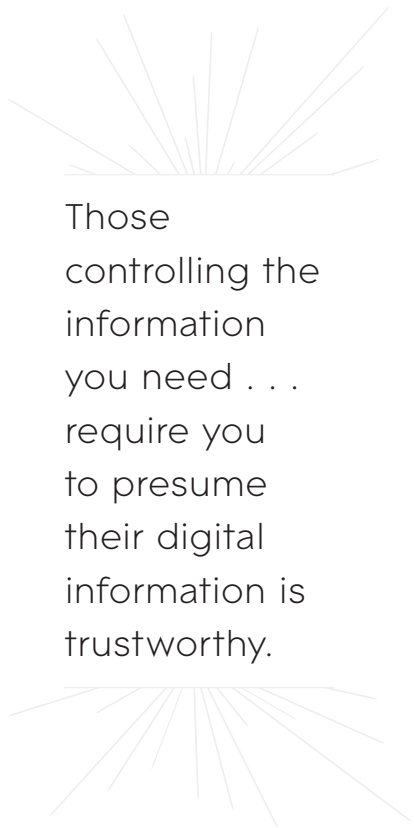 Those
controlling the
information
you need . . .
require you
to presume
their digital
information is
trustworthy.